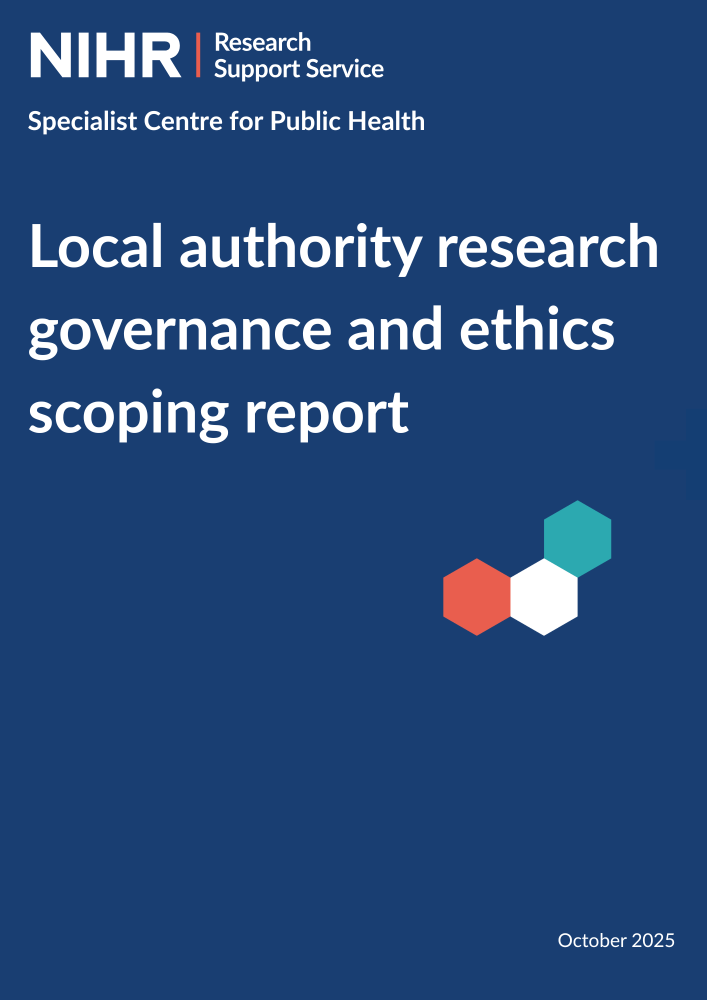 NIHR | Research
Support Service
Specialist Centre for Public Health
Local authority research
governance and ethics
scoping report
October 2025